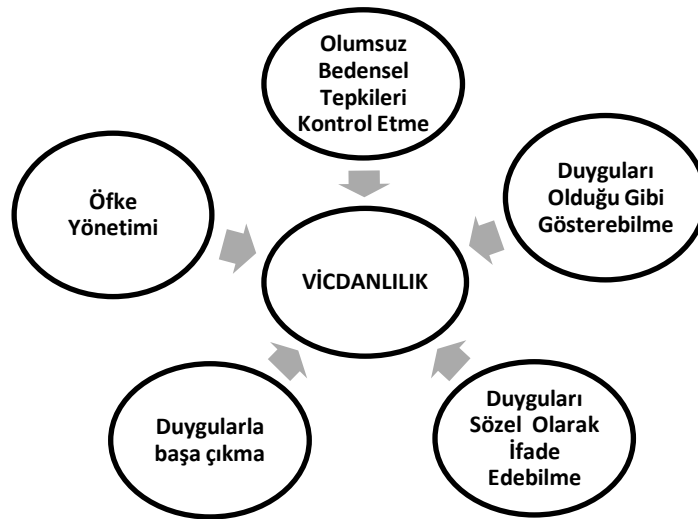 Olumsuz
Bedensel
Tepkileri
Kontrol Etme
Öfke
Yönetimi
Duyguları
Olduğu Gibi
Gösterebilme
VİCDANLILIK
Duygularla
başa çıkma
Duyguları
Sözel Olarak
İfade
Edebilme